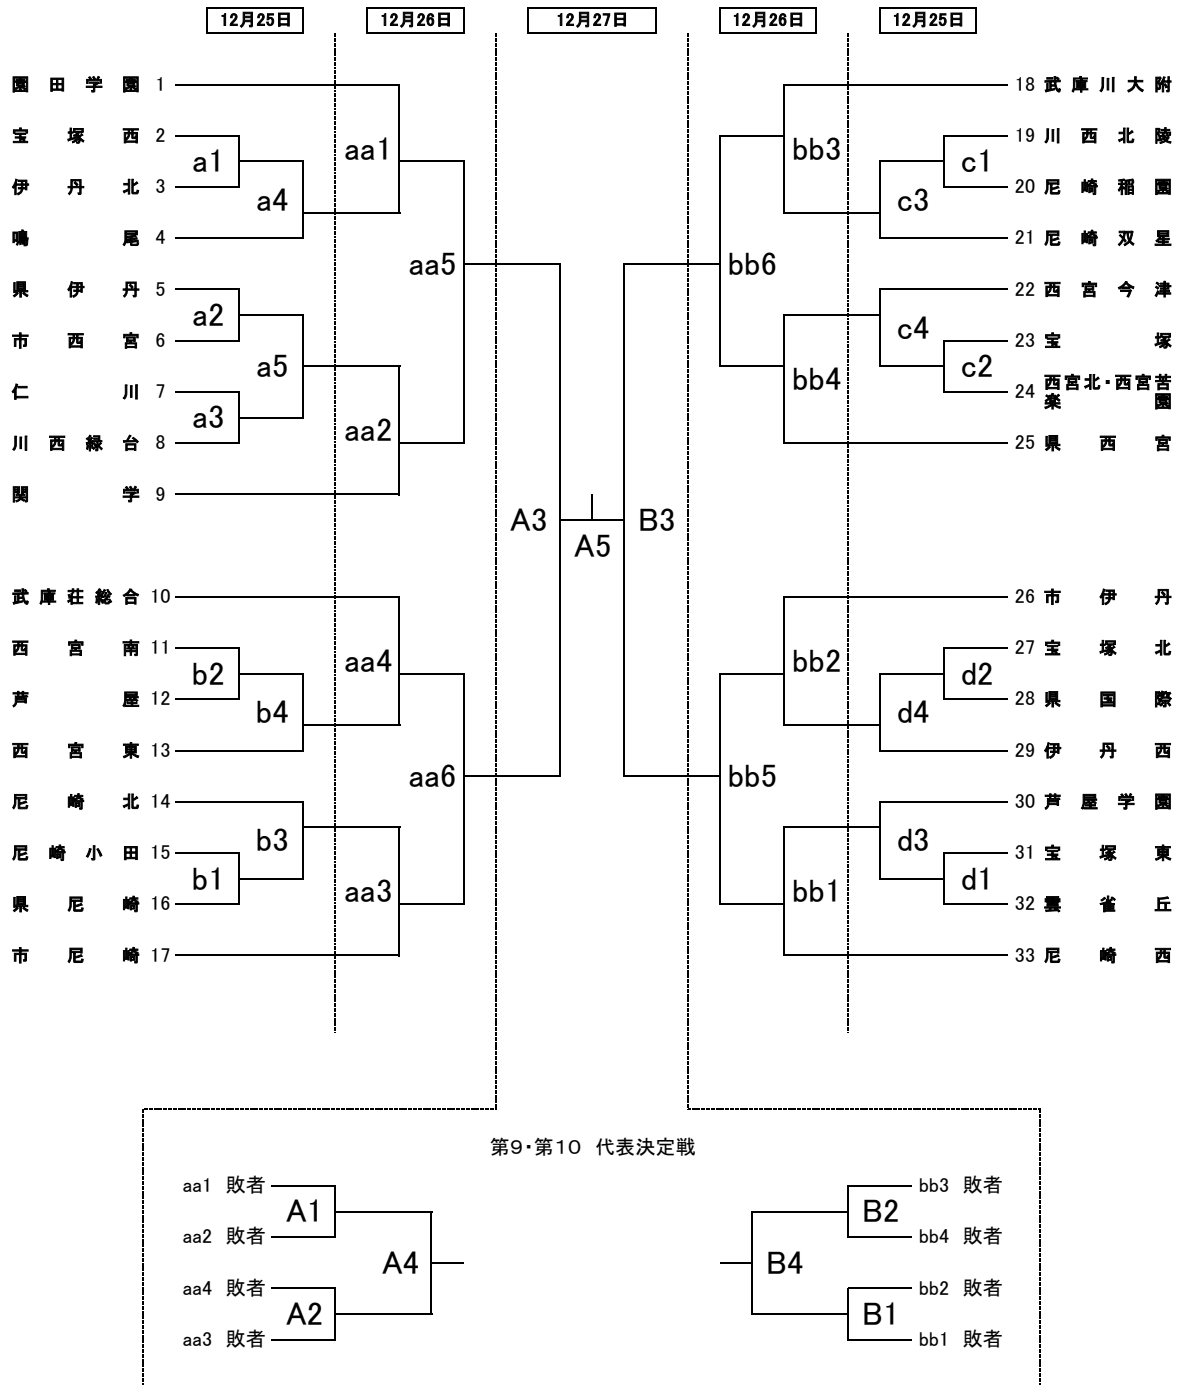 12月25日 12月26日 12月27日 12月26日 12月25日
園田学園 1
宝塚西 2
伊丹北 3
鳴尾 4
県伊丹 5
市西宮 6
仁川 7
川西緑台 8
関学 9
武庫荘総合 10
西宮南 11
芦屋 12
西宮東 13
尼崎北 14
尼崎小田 15
県尼崎 16
市尼崎 17
a1
a4
a2
a5
a3
b2
b4
b3
b1
aa1
aa2
aa4
aa3
aa5
aa6
A3
A5
B3
bb6
bb5
bb3
bb4
bb2
bb1
c1
c3
c4
c2
d2
d4
d3
d1
18 武庫川大附
19 川西北陵
20 尼崎稲園
21 尼崎双星
22 西宮今津
23 宝塚
24 西宮北・西宮苦
楽園
25 県西宮
26 市伊丹
27 宝塚北
28 県国際
29 伊丹西
30 芦屋学園
31 宝塚東
32 雲雀丘
33 尼崎西
第9・第10 代表決定戦
aa1 敗者
aa2 敗者
aa4 敗者
aa3 敗者
A1
A2
A4
B4
B2
B1
bb3 敗者
bb4 敗者
bb2 敗者
bb1 敗者